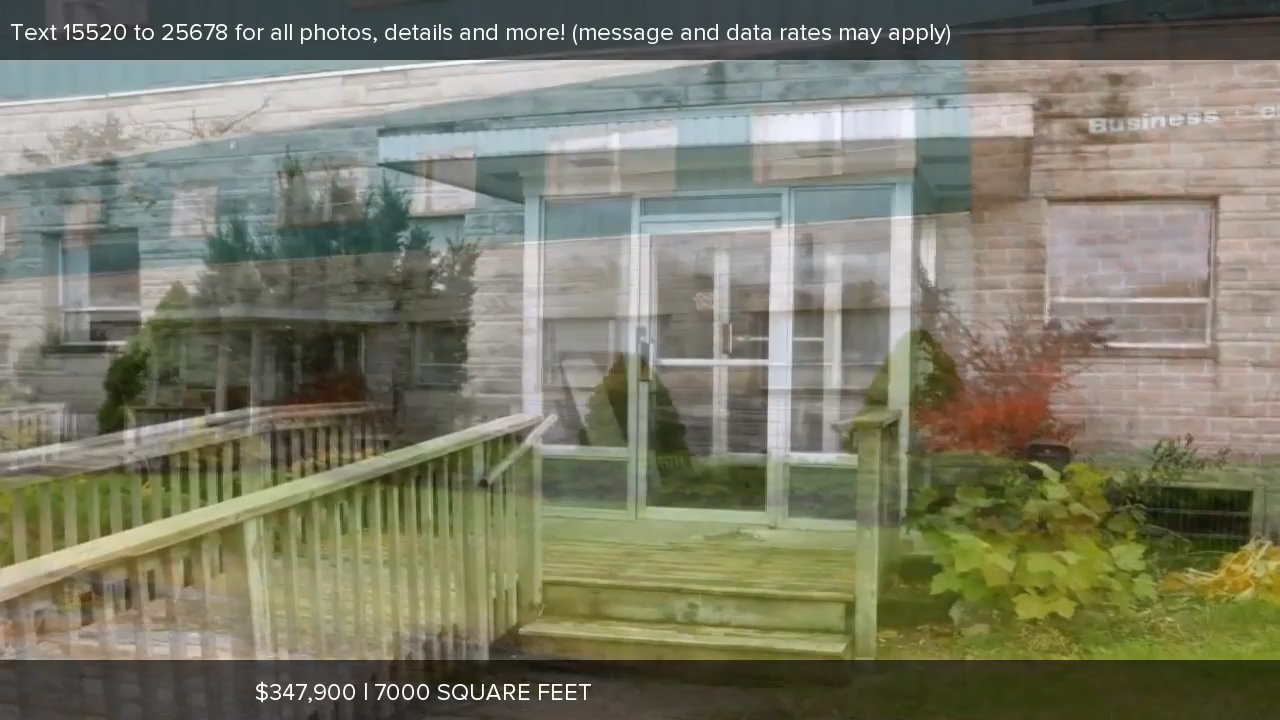 Text 15520 to 25678 for all photos, details and more! (message and data rates may apply)
Business
$347,900 | 7000 SQUARE FEET